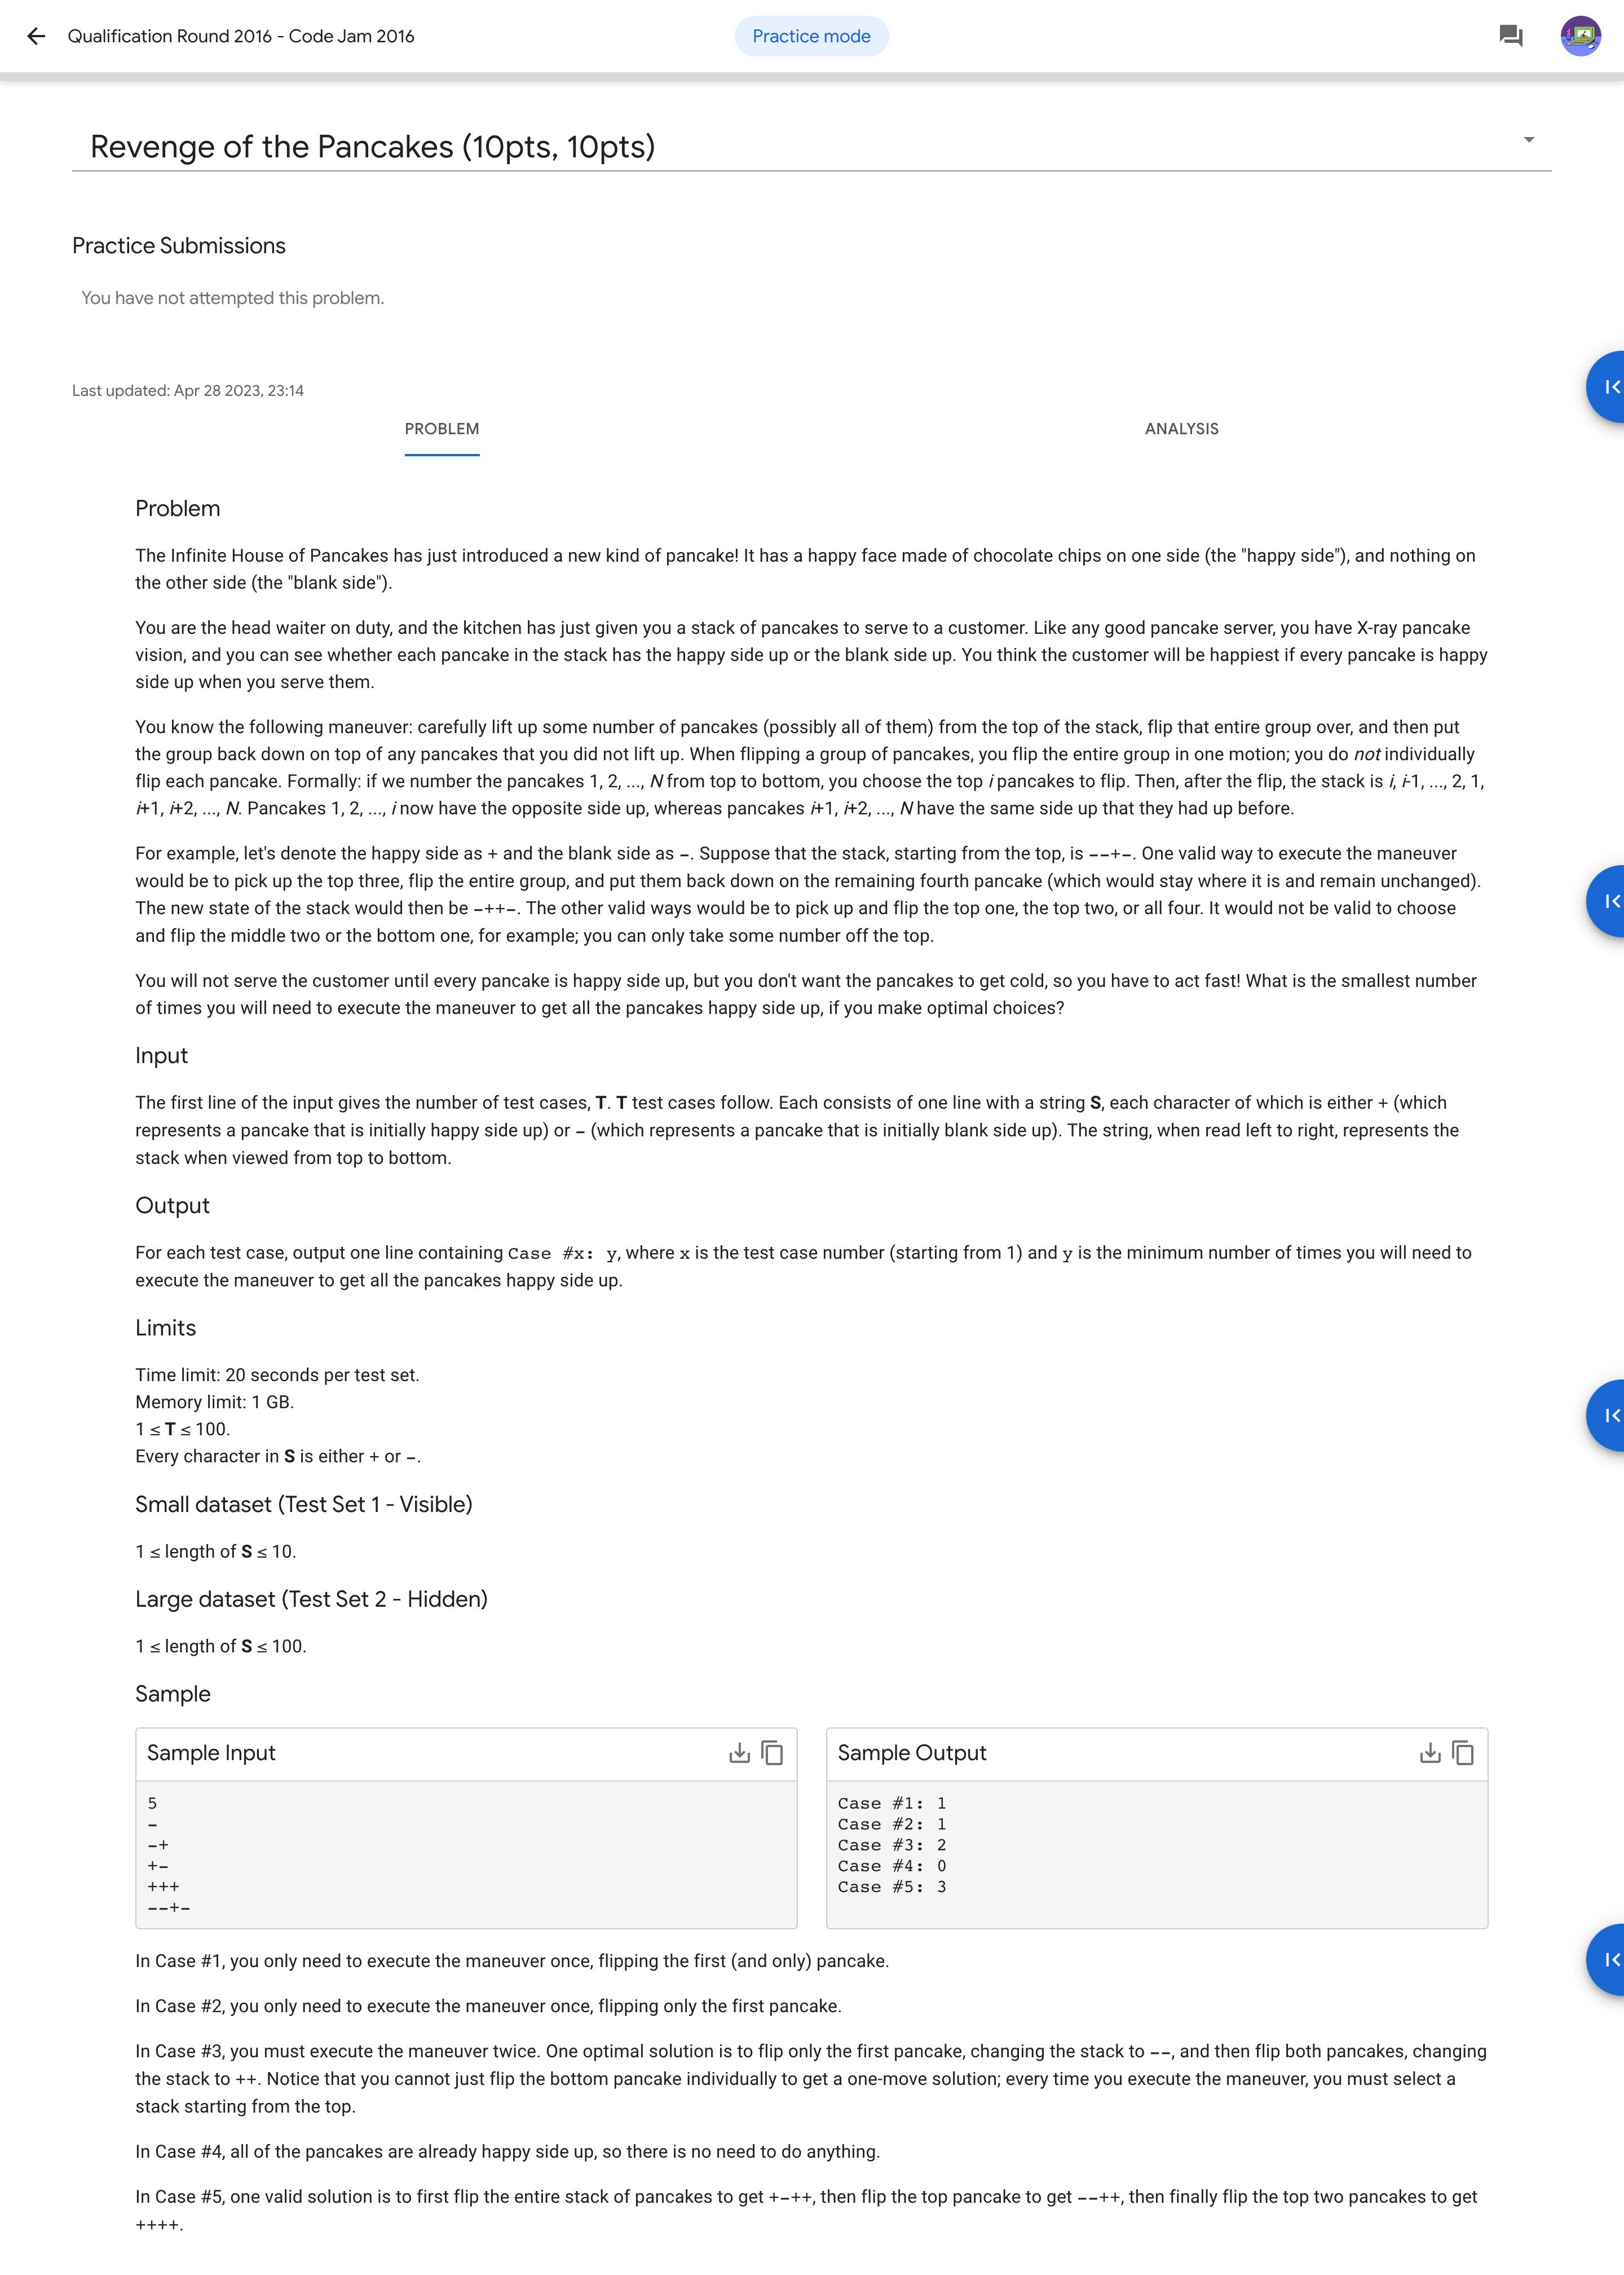 Qualification Round 2016 - Code Jam 2016
Practice mode
Revenge of the Pancakes (10pts, 10pts)
Practice Submissions
You have not attempted this problem.
Last updated: Apr 28 2023, 23:14
PROBLEM
ANALYSIS
Problem
The Infinite House of Pancakes has just introduced a new kind of pancake! It has a happy face made of chocolate chips on one side (the "happy side"), and nothing on
the other side (the "blank side").
You are the head waiter on duty, and the kitchen has just given you a stack of pancakes to serve to a customer. Like any good pancake server, you have X-ray pancake
vision, and you can see whether each pancake in the stack has the happy side up or the blank side up. You think the customer will be happiest if every pancake is happy
side up when you serve them.
You know the following maneuver: carefully lift up some number of pancakes (possibly all of them) from the top of the stack, flip that entire group over, and then put
the group back down on top of any pancakes that you did not lift up. When flipping a group of pancakes, you flip the entire group in one motion; you do not individually
flip each pancake. Formally: if we number the pancakes 1, 2, ..., N from top to bottom, you choose the top i pancakes to flip. Then, after the flip, the stack is i, i-1, ..., 2, 1,
i+1, i+2, ..., N. Pancakes 1, 2, ..., i now have the opposite side up, whereas pancakes i+1, i+2, ..., N have the same side up that they had up before.
For example, let's denote the happy side as + and the blank side as -. Suppose that the stack, starting from the top, is --+-. One valid way to execute the maneuver
would be to pick up the top three, flip the entire group, and put them back down on the remaining fourth pancake (which would stay where it is and remain unchanged).
The new state of the stack would then be -++-. The other valid ways would be to pick up and flip the top one, the top two, or all four. It would not be valid to choose
and flip the middle two or the bottom one, for example; you can only take some number off the top.
You will not serve the customer until every pancake is happy side up, but you don't want the pancakes to get cold, so you have to act fast! What is the smallest number
of times you will need to execute the maneuver to get all the pancakes happy side up, if you make optimal choices?
Input
The first line of the input gives the number of test cases, T. T test cases follow. Each consists of one line with a string S, each character of which is either + (which
represents a pancake that is initially happy side up) or - (which represents a pancake that is initially blank side up). The string, when read left to right, represents the
stack when viewed from top to bottom.
Output
For each test case, output one line containing Case #x: y, where x is the test case number (starting from 1) and y is the minimum number of times you will need to
execute the maneuver to get all the pancakes happy side up.
Limits
Time limit: 20 seconds per test set.
Memory limit: 1 GB.
1 ≤ T ≤ 100.
Every character in S is either + or -.
Small dataset (Test Set 1 - Visible)
1 ≤ length of S ≤ 10.
Large dataset (Test Set 2 - Hidden)
1 ≤ length of S ≤ 100.
Sample
Sample Input
5
-
-+
+-
+++
--+-
Sample Output
Case #1: 1
Case #2: 1
Case #3: 2
Case #4: 0
Case #5: 3
In Case #1, you only need to execute the maneuver once, flipping the first (and only) pancake.
In Case #2, you only need to execute the maneuver once, flipping only the first pancake.
In Case #3, you must execute the maneuver twice. One optimal solution is to flip only the first pancake, changing the stack to --, and then flip both pancakes, changing
the stack to ++. Notice that you cannot just flip the bottom pancake individually to get a one-move solution; every time you execute the maneuver, you must select a
stack starting from the top.
In Case #4, all of the pancakes are already happy side up, so there is no need to do anything.
In Case #5, one valid solution is to first flip the entire stack of pancakes to get +-++, then flip the top pancake to get --++, then finally flip the top two pancakes to get
++++.